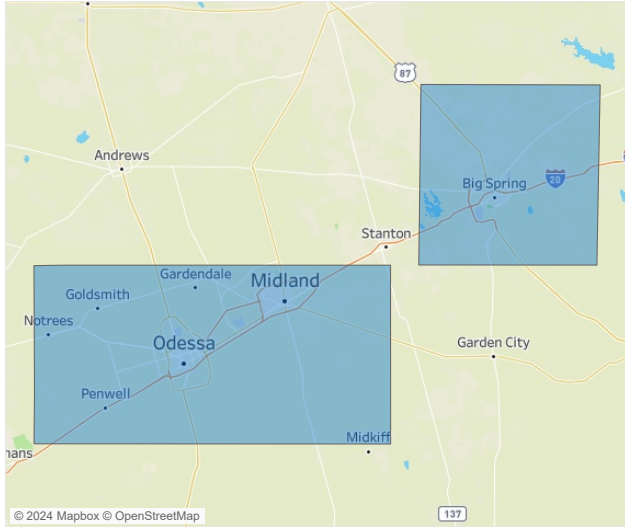 87
Andrews
Big Spring
20
Stanton
Gardendale
Midland
Goldsmith
Notrees
Odessa
Garden City
Penwell
Midkiff
nans
137
© 2024 Mapbox © OpenStreetMap